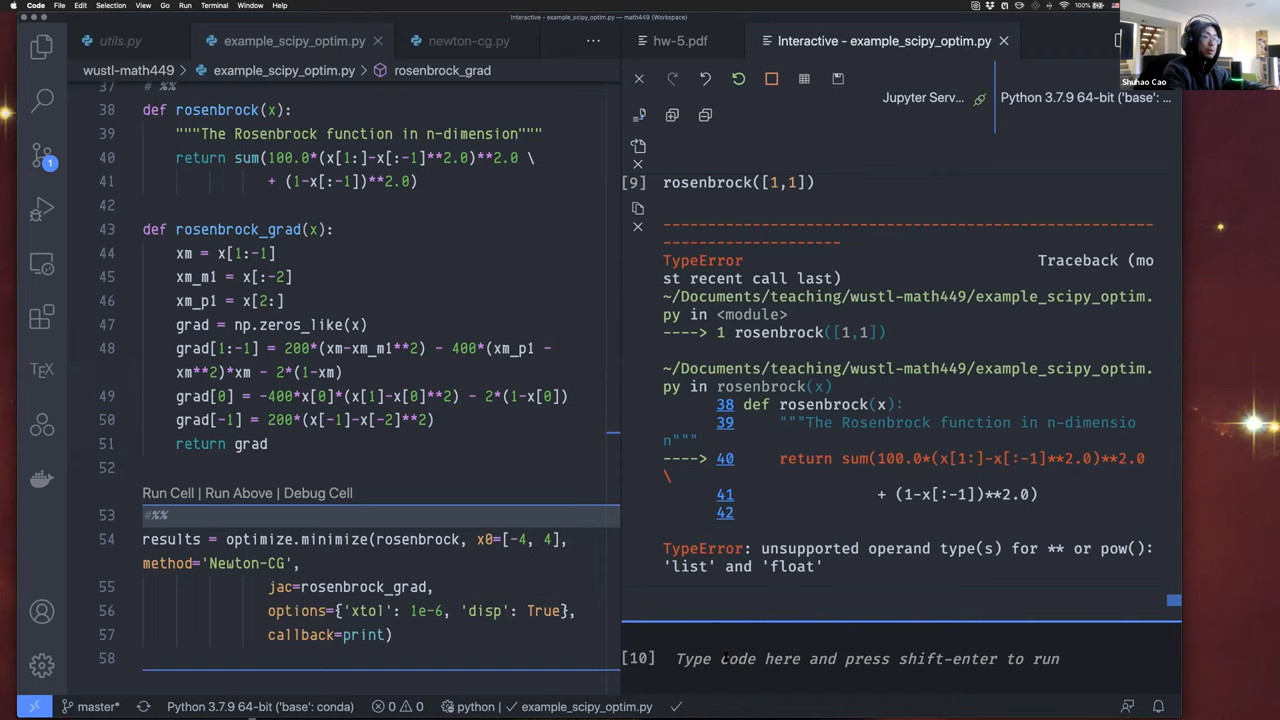 Code File Edit Selection View Go Run Terminal Window Help
100%
Interactive - example_scipy_optim.py — math449 (Workspace)
utils.py
example_scipy_optim.py
newton-cg.py
hw-5.pdf
Interactive - example_scipy_optim.py
Shuhao Cao
wustl-math449 > example_scipy_optim.py > rosenbrock_grad
Jupyter Serv...
Python 3.7.9 64-bit ('base': ...
37 # %%
38 def rosenbrock(x):
39 """The Rosenbrock function in n-dimension"""
40 return sum(100.0*(x[1:]-x[:-1]**2.0)**2.0 \
41 + (1-x[:-1])**2.0)
42
43 def rosenbrock_grad(x):
44 xm = x[1:-1]
45 xm_m1 = x[:-2]
46 xm_p1 = x[2:]
47 grad = np.zeros_like(x)
48 grad[1:-1] = 200*(xm-xm_m1**2) - 400*(xm_p1 -
xm**2)*xm - 2*(1-xm)
49 grad[0] = -400*x[0]*(x[1]-x[0]**2) - 2*(1-x[0])
50 grad[-1] = 200*(x[-1]-x[-2]**2)
51 return grad
52
Run Cell | Run Above | Debug Cell
53 #%%
54 results = optimize.minimize(rosenbrock, x0=[-4, 4],
method='Newton-CG',
55 jac=rosenbrock_grad,
56 options={'xtol': 1e-6, 'disp': True},
57 callback=print)
58
[9] rosenbrock([1,1])
---------------------------------------------------------------------------
TypeError Traceback (mo
st recent call last)
~/Documents/teaching/wustl-math449/example_scipy_optim.
py in <module>
----> 1 rosenbrock([1,1])
~/Documents/teaching/wustl-math449/example_scipy_optim.
py in rosenbrock(x)
38 def rosenbrock(x):
39 """The Rosenbrock function in n-dimensio
n"""
----> 40 return sum(100.0*(x[1:]-x[:-1]**2.0)**2.0
\
41 + (1-x[:-1])**2.0)
42
TypeError: unsupported operand type(s) for ** or pow():
'list' and 'float'
[10] Type code here and press shift-enter to run
1
TEX
master* Python 3.7.9 64-bit ('base': conda) 0 0 python | example_scipy_optim.py